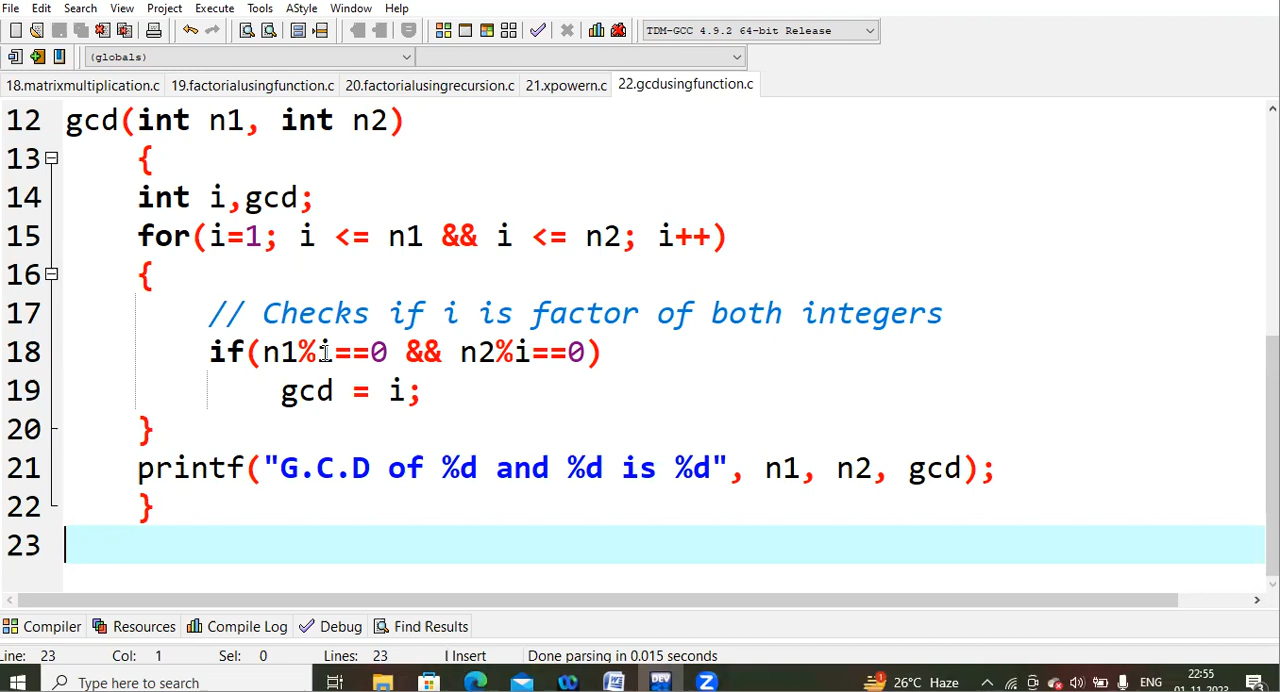 File Edit Search View Project Execute Tools AStyle Window Help
TDM-GCC 4.9.2 64-bit Release
(globals)
18.matrixmultiplication.c 19.factorialusingfunction.c 20.factorialusingrecursion.c 21.xpowern.c 22.gcdusingfunction.c
12 gcd(int n1, int n2)
13 {
14 int i,gcd;
15 for(i=1; i <= n1 && i <= n2; i++)
16 {
17 // Checks if i is factor of both integers
18 if(n1%i==0 && n2%i==0)
19 gcd = i;
20 }
21 printf("G.C.D of %d and %d is %d", n1, n2, gcd);
22 }
23
Compiler Resources Compile Log Debug Find Results
Line: 23 Col: 1 Sel: 0 Lines: 23 Insert Done parsing in 0.015 seconds
Type here to search DEV 26°C Haze ENG 22:55